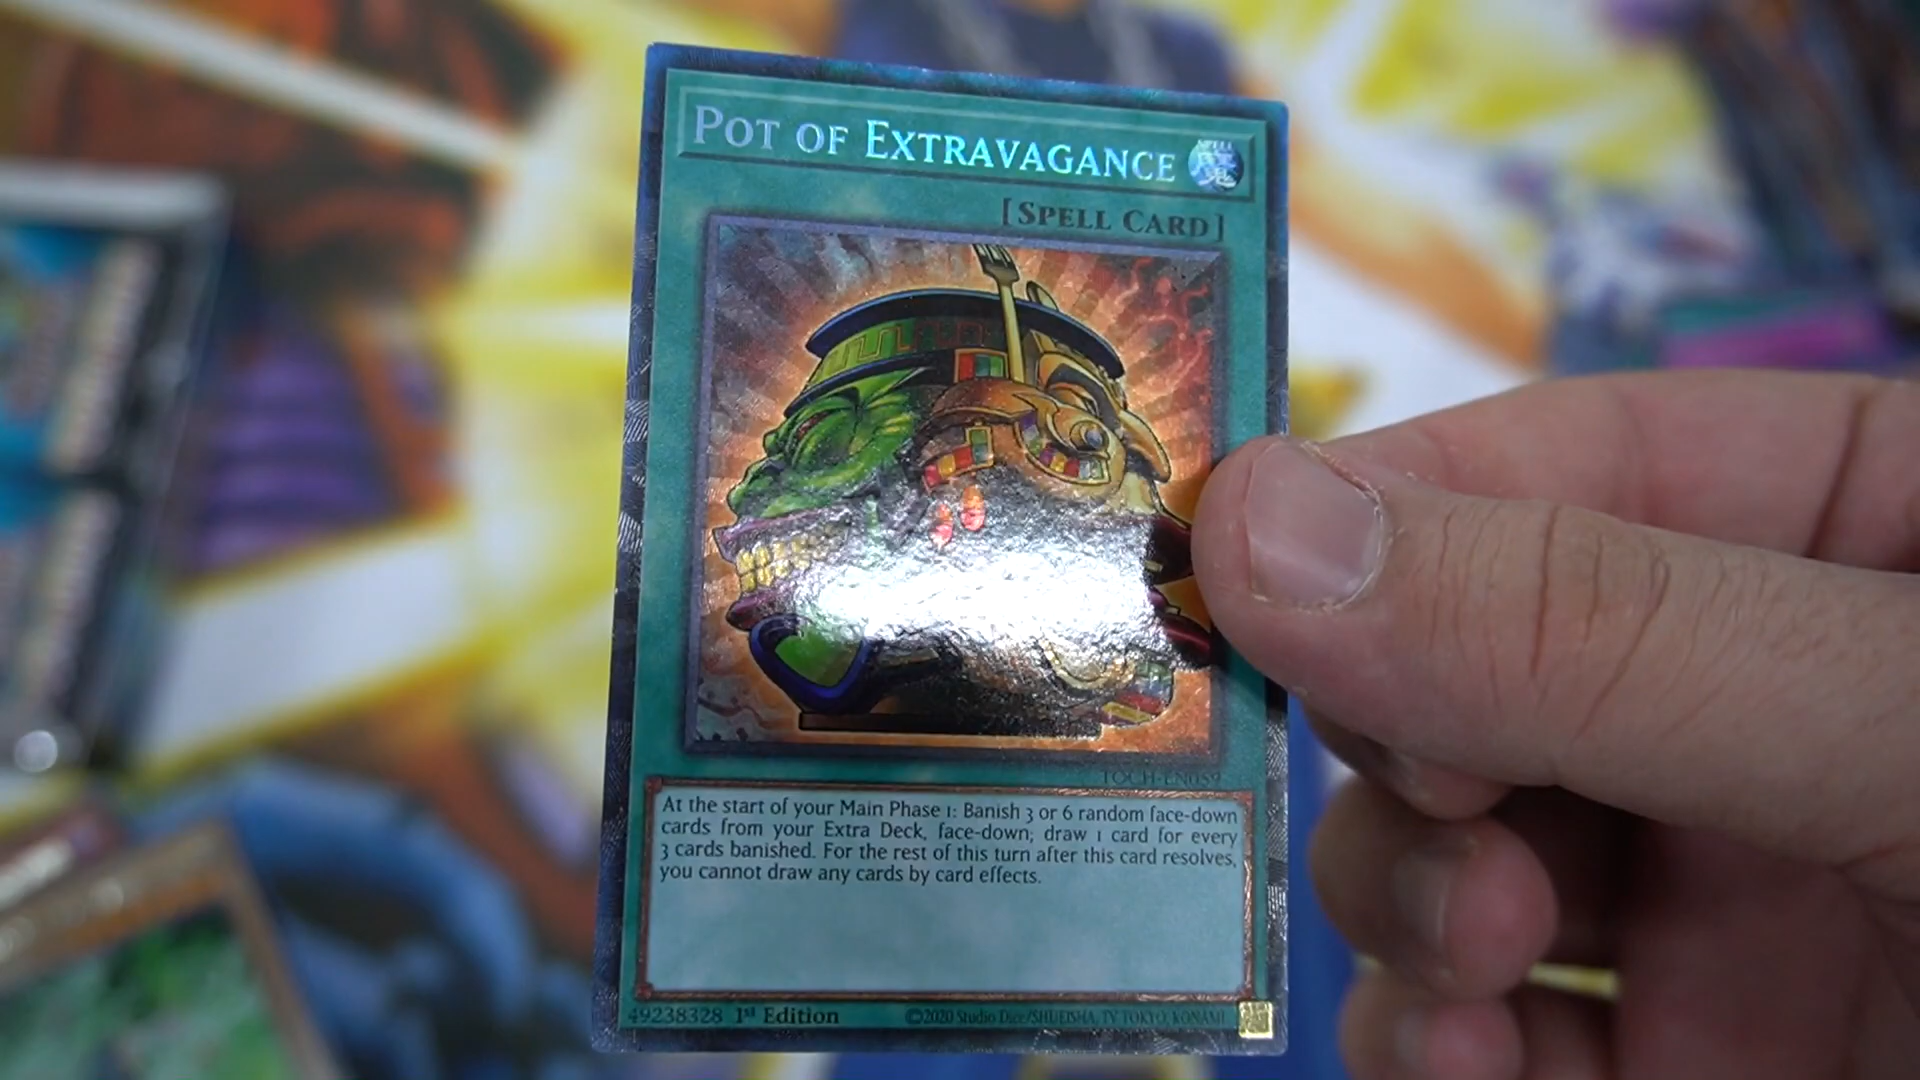 POT OF EXTRAVAGANCE
[SPELL CARD]
TOCH-EN059
At the start of your Main Phase 1: Banish 3 or 6 random face-down
cards from your Extra Deck, face-down; draw 1 card for every
3 cards banished. For the rest of this turn after this card resolves,
you cannot draw any cards by card effects.
49238328 1st Edition ©2020 Studio Dice/SHUEISHA, TV TOKYO, KONAMI